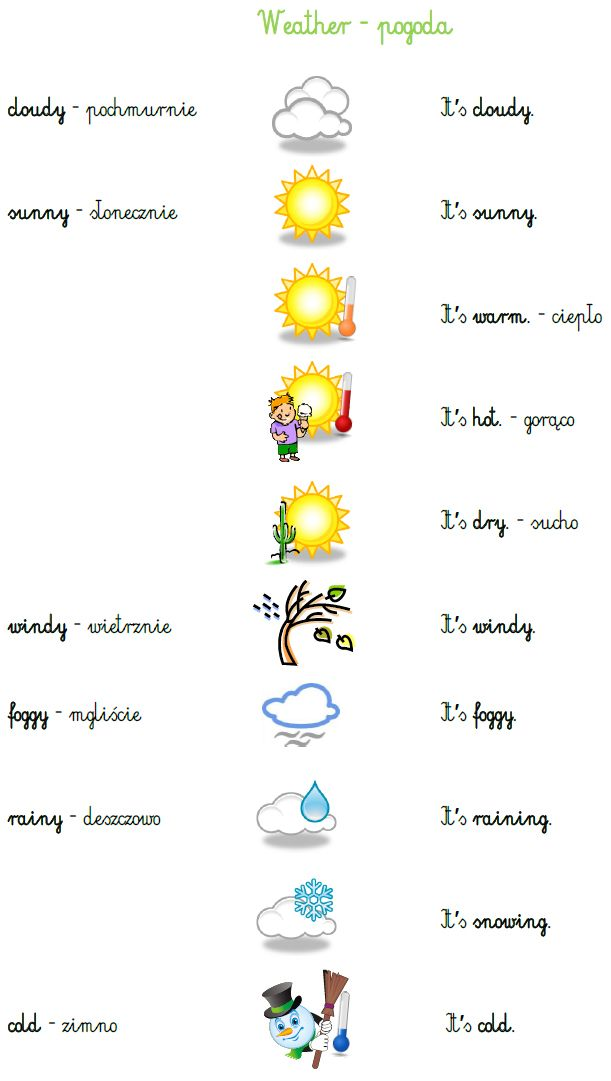 Weather - pogoda
cloudy - pochmurnie It's cloudy.
sunny - słonecznie It's sunny.
It's warm. - ciepło
It's hot. - gorąco
It's dry. - sucho
windy - wietrznie It's windy.
foggy - mgliście It's foggy.
rainy - deszczowo It's raining.
It's snowing.
cold - zimno It's cold.